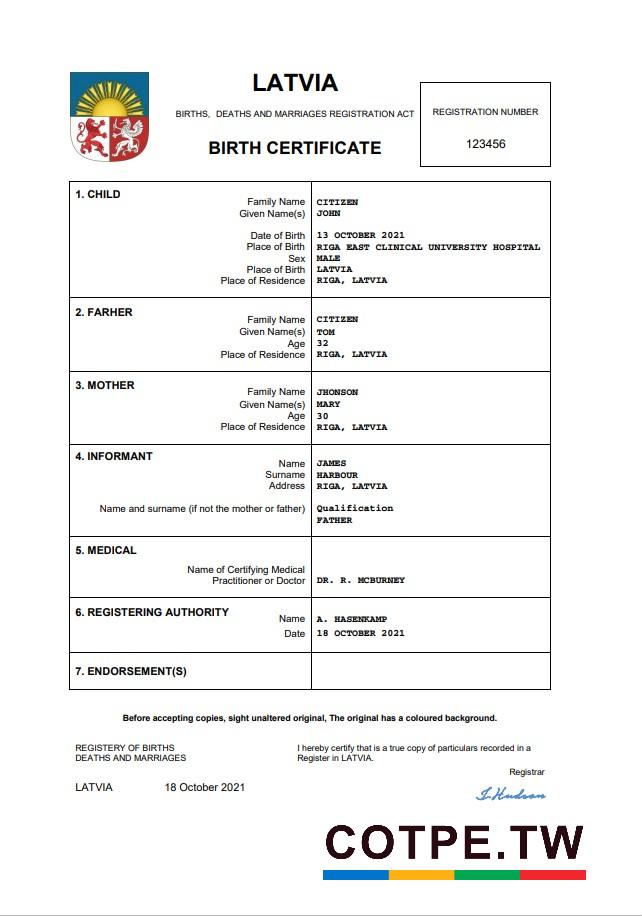 LATVIA
BIRTHS, DEATHS AND MARRIAGES REGISTRATION ACT
BIRTH CERTIFICATE
REGISTRATION NUMBER
123456
1. CHILD
Family Name CITIZEN
Given Name(s) JOHN
Date of Birth 13 OCTOBER 2021
Place of Birth RIGA EAST CLINICAL UNIVERSITY HOSPITAL
Sex MALE
Place of Birth LATVIA
Place of Residence RIGA, LATVIA
2. FARHER
Family Name CITIZEN
Given Name(s) TOM
Age 32
Place of Residence RIGA, LATVIA
3. MOTHER
Family Name JHONSON
Given Name(s) MARY
Age 30
Place of Residence RIGA, LATVIA
4. INFORMANT
Name JAMES
Surname HARBOUR
Address RIGA, LATVIA
Name and surname (if not the mother or father) Qualification
FATHER
5. MEDICAL
Name of Certifying Medical
Practitioner or Doctor DR. R. MCBURNEY
6. REGISTERING AUTHORITY
Name A. HASENKAMP
Date 18 OCTOBER 2021
7. ENDORSEMENT(S)
Before accepting copies, sight unaltered original, The original has a coloured background.
REGISTERY OF BIRTHS
DEATHS AND MARRIAGES
I hereby certify that is a true copy of particulars recorded in a
Register in LATVIA.
Registrar
LATVIA 18 October 2021
J. Hudson
COTPE.TW